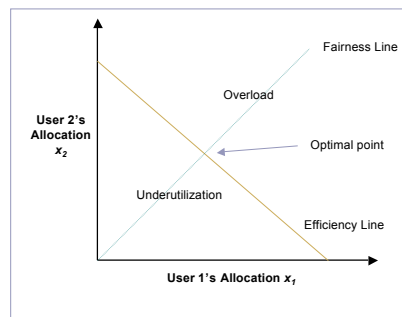 Fairness Line
Overload
User 2's
Allocation
x2
Optimal point
Underutilization
Efficiency Line
User 1's Allocation x1